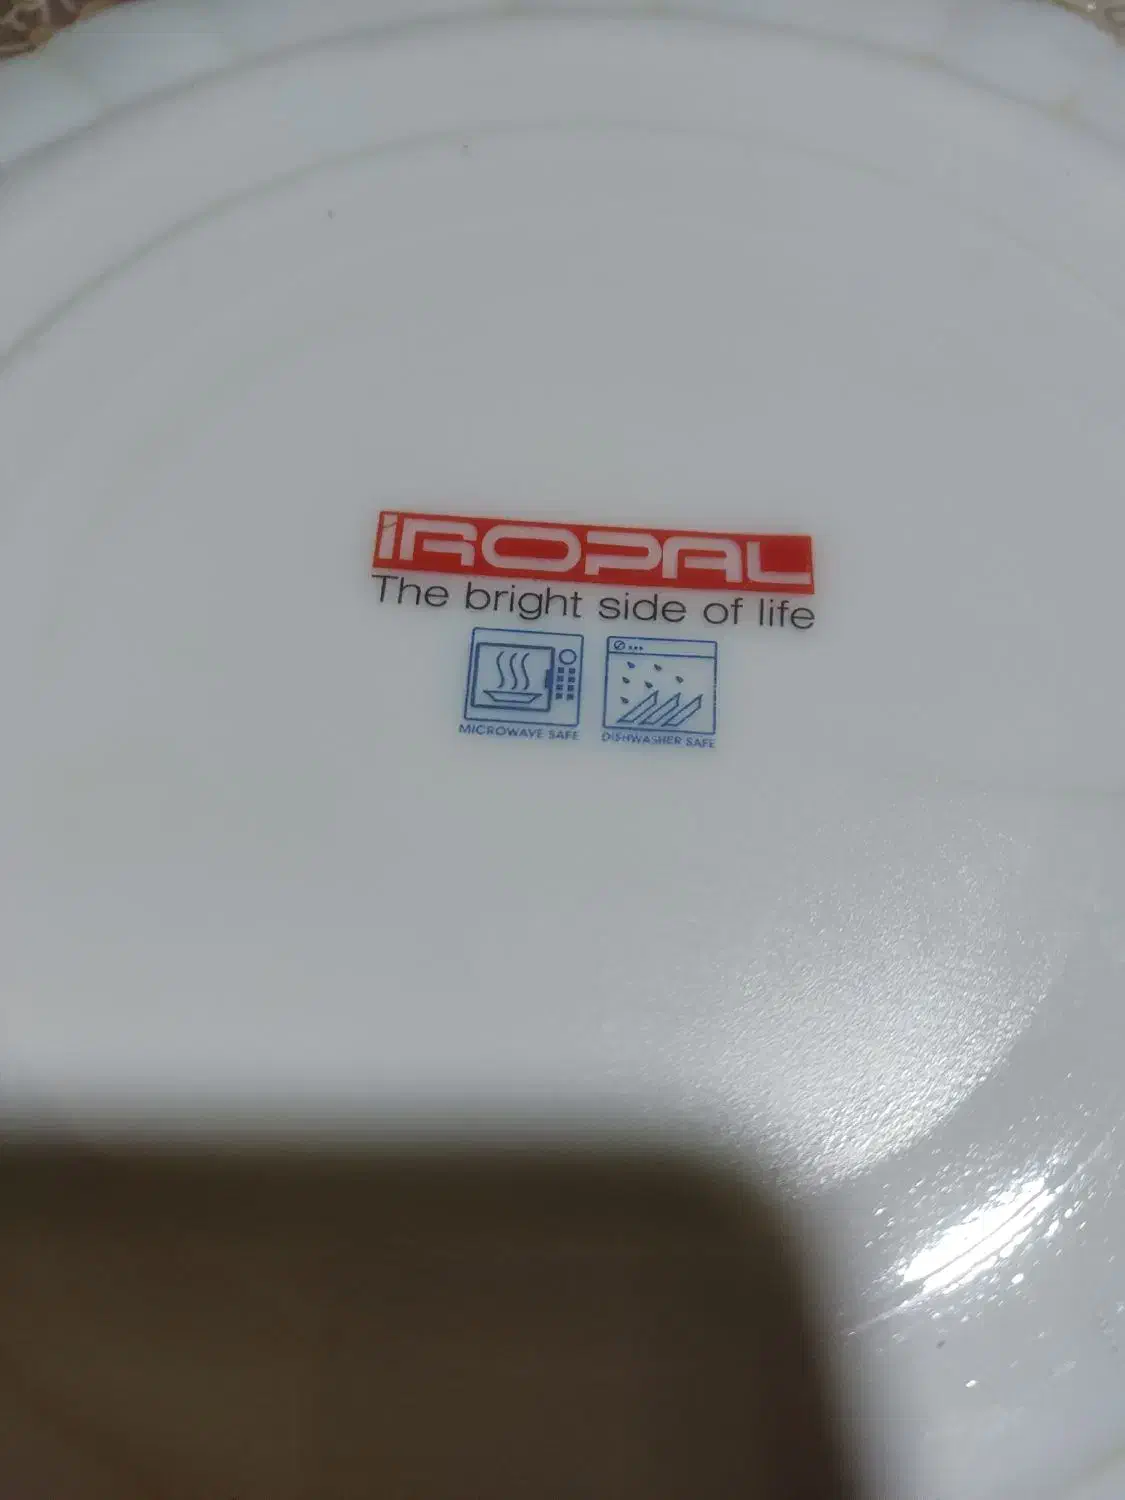 iROPAL
The bright side of life
MICROWAVE SAFE DISHWASHER SAFE